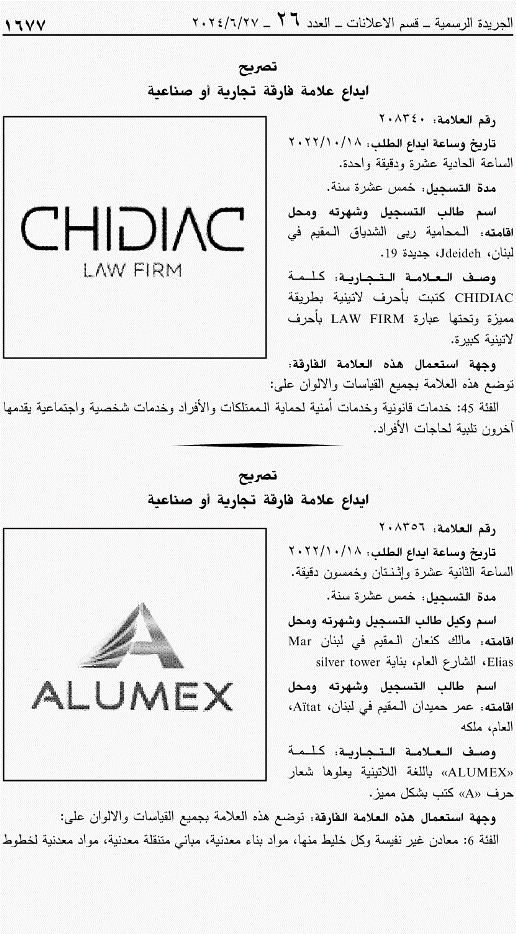 الجريدة الرسمية ــ قسم الاعلانات ــ العدد ٢٦ ــ ٢٠٢٤/٦/٢٧
١٦٧٧
تصريح
ايداع علامة فارقة تجارية أو صناعية
رقم العلامة: ٢٠٨٣٤٠
تاريخ وساعة ايداع الطلب: ٢٠٢٢/١٠/١٨
الساعة الحادية عشرة ودقيقة واحدة.
مدة التسجيل: خمس عشرة سنة.
اسم طالب التسجيل وشهرته ومحل
اقامته: المحامية ربى الشدياق المقيم في
لبنان، Jdeideh، جديدة 19.
وصف العلامة التجارية: كلمة
CHIDIAC كتبت بأحرف لاتينية بطريقة
مميزة وتحتها عبارة LAW FIRM بأحرف
لاتينية كبيرة.
وجهة استعمال هذه العلامة الفارقة:
توضع هذه العلامة بجميع القياسات والالوان على:
الفئة 45: خدمات قانونية وخدمات أمنية لحماية الممتلكات والأفراد وخدمات شخصية واجتماعية يقدمها
آخرون تلبية لحاجات الأفراد.
CHIDIAC
LAW FIRM
تصريح
ايداع علامة فارقة تجارية أو صناعية
رقم العلامة: ٢٠٨٣٥٦
تاريخ وساعة ايداع الطلب: ٢٠٢٢/١٠/١٨
الساعة الثانية عشرة وإثنتان وخمسون دقيقة.
مدة التسجيل: خمس عشرة سنة.
اسم وكيل طالب التسجيل وشهرته ومحل
اقامته: مالك كنعان المقيم في لبنان Mar
Elias، الشارع العام، بناية silver tower
اسم طالب التسجيل وشهرته ومحل
اقامته: عمر حميدان المقيم في لبنان، Aïtat،
العام، ملكه
وصف العلامة التجارية: كلمة
«ALUMEX» باللغة اللاتينية يعلوها شعار
حرف «A» كتب بشكل مميز.
وجهة استعمال هذه العلامة الفارقة: توضع هذه العلامة بجميع القياسات والالوان على:
الفئة 6: معادن غير نفيسة وكل خليط منها، مواد بناء معدنية، مباني متنقلة معدنية، مواد معدنية لخطوط
ALUMEX